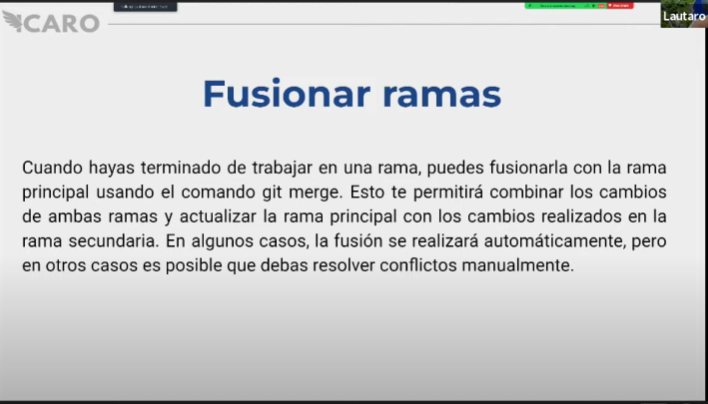 ICARO
Lautaro
Fusionar ramas
Cuando hayas terminado de trabajar en una rama, puedes fusionarla con la rama
principal usando el comando git merge. Esto te permitirá combinar los cambios
de ambas ramas y actualizar la rama principal con los cambios realizados en la
rama secundaria. En algunos casos, la fusión se realizará automáticamente, pero
en otros casos es posible que debas resolver conflictos manualmente.